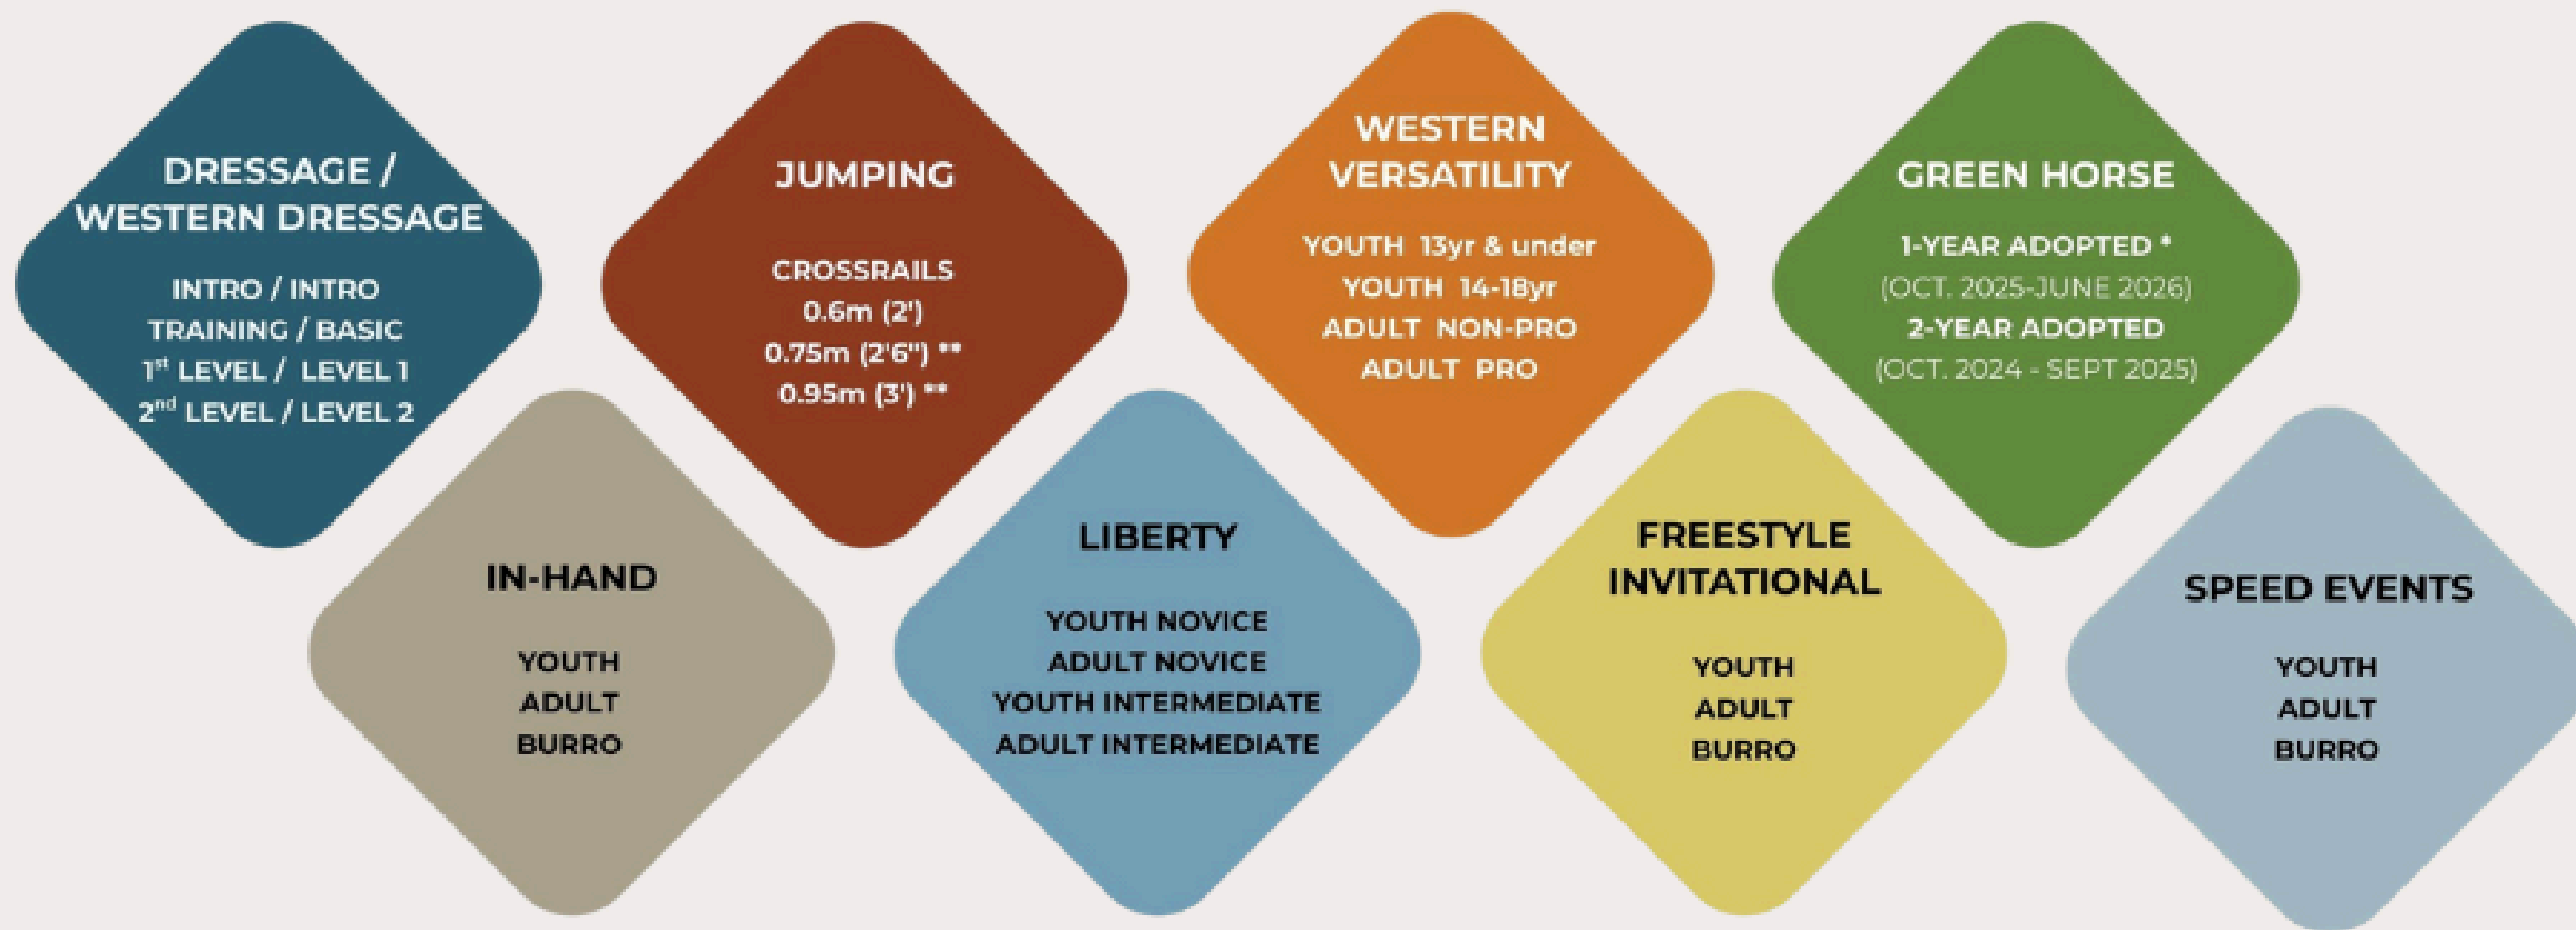 DRESSAGE /
WESTERN DRESSAGE
INTRO / INTRO
TRAINING / BASIC
1st LEVEL / LEVEL 1
2nd LEVEL / LEVEL 2
JUMPING
CROSSRAILS
0.6m (2')
0.75m (2'6") **
0.95m (3') **
WESTERN
VERSATILITY
YOUTH 13yr & under
YOUTH 14-18yr
ADULT NON-PRO
ADULT PRO
GREEN HORSE
1-YEAR ADOPTED *
(OCT. 2025-JUNE 2026)
2-YEAR ADOPTED
(OCT. 2024 - SEPT 2025)
IN-HAND
YOUTH
ADULT
BURRO
LIBERTY
YOUTH NOVICE
ADULT NOVICE
YOUTH INTERMEDIATE
ADULT INTERMEDIATE
FREESTYLE
INVITATIONAL
YOUTH
ADULT
BURRO
SPEED EVENTS
YOUTH
ADULT
BURRO